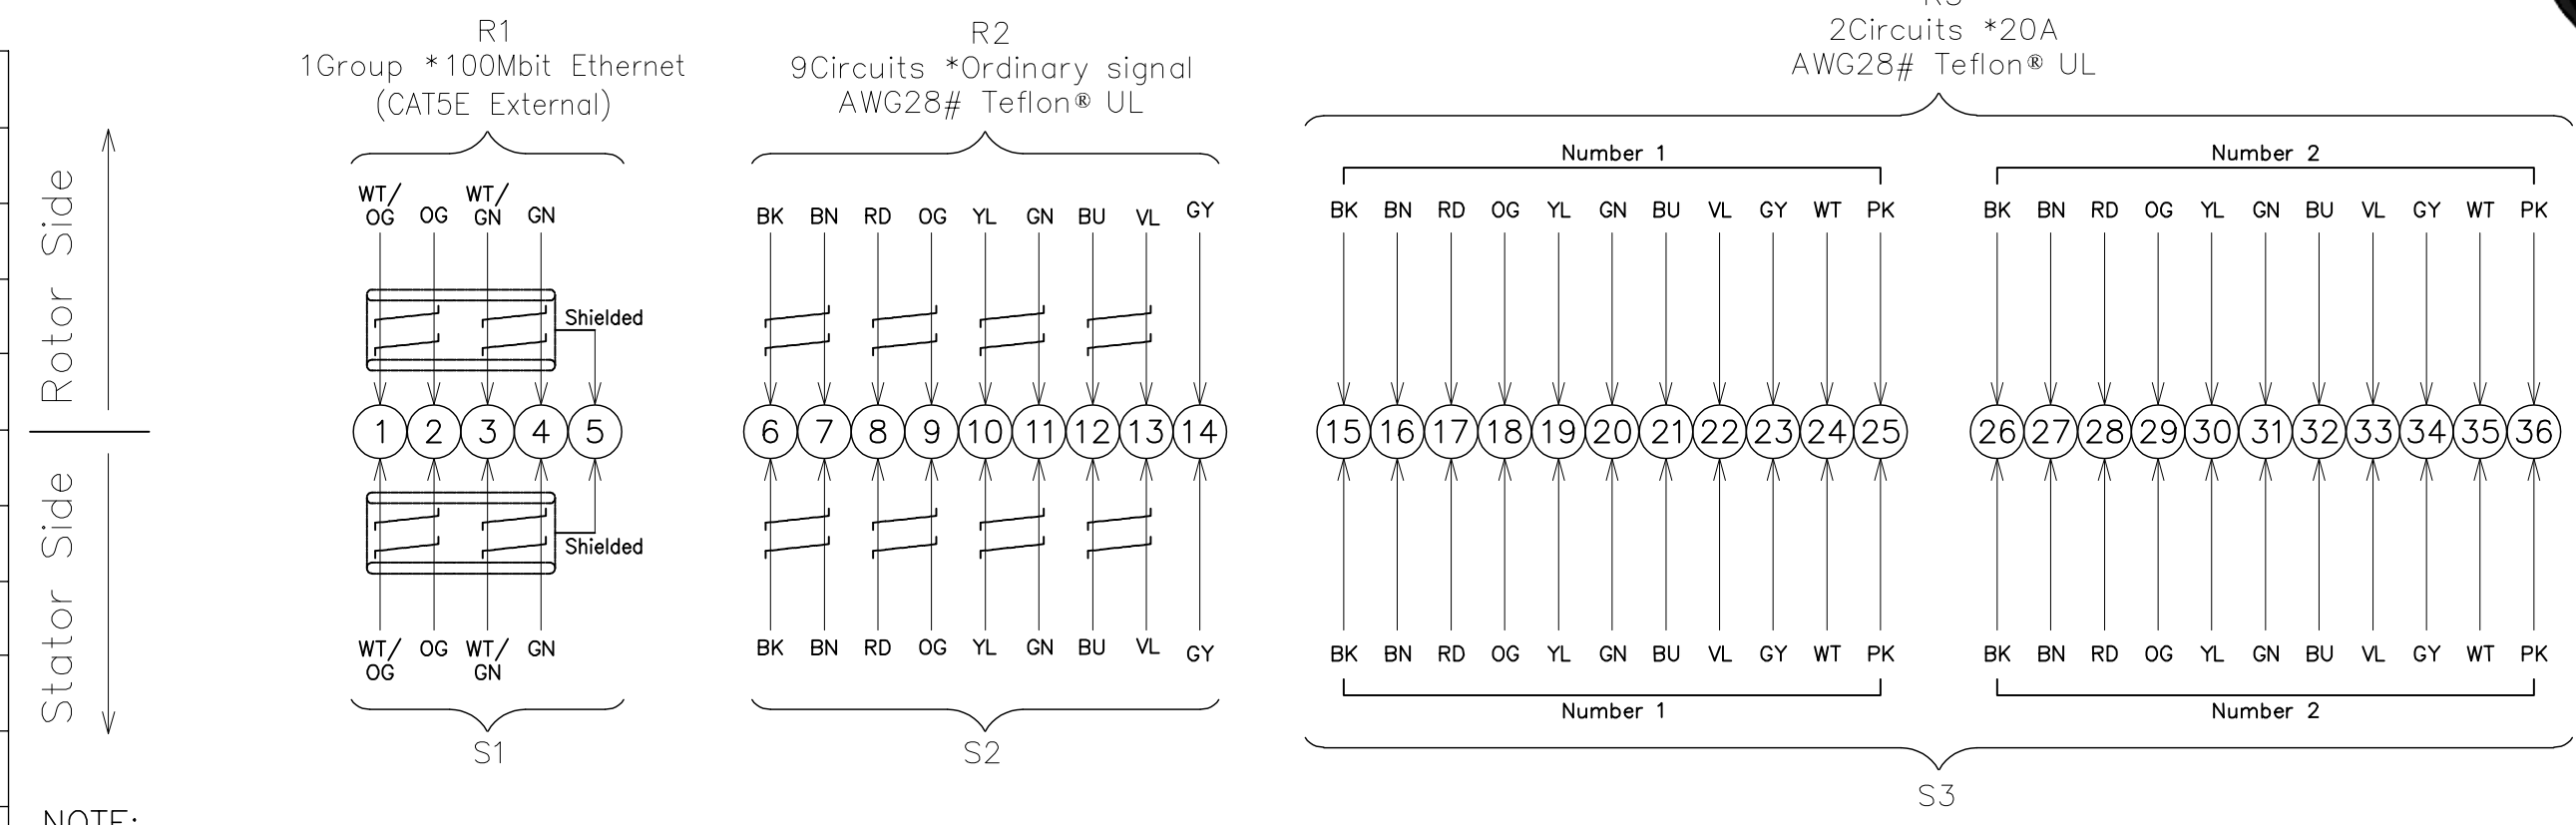 R1
1Group *100Mbit Ethernet
(CAT5E External)
R2
9Circuits *Ordinary signal
AWG28# Teflon® UL
2Circuits *20A
AWG28# Teflon® UL
Number 1
Number 2
WT/ OG WT/ GN
OG GN
BK BN RD OG YL GN BU VL GY
BK BN RD OG YL GN BU VL GY WT PK
BK BN RD OG YL GN BU VL GY WT PK
Rotor Side
Shielded
1 2 3 4 5
6 7 8 9 10 11 12 13 14
15 16 17 18 19 20 21 22 23 24 25
26 27 28 29 30 31 32 33 34 35 36
Stator Side
Shielded
WT/ OG WT/ GN
OG GN
BK BN RD OG YL GN BU VL GY
BK BN RD OG YL GN BU VL GY WT PK
BK BN RD OG YL GN BU VL GY WT PK
Number 1
Number 2
S1
S2
S3
NOTE: